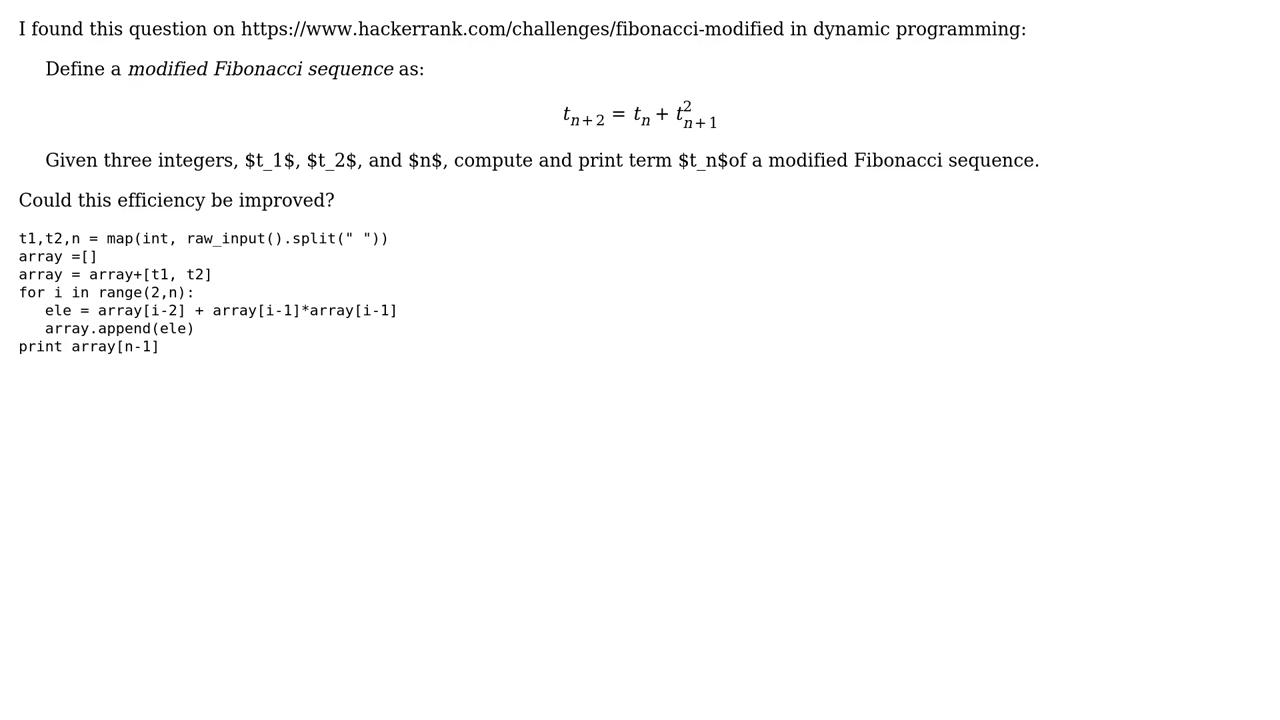 I found this question on https://www.hackerrank.com/challenges/fibonacci-modified in dynamic programming:
Define a modified Fibonacci sequence as:
t_{n+2} = t_n + t_{n+1}^2
Given three integers, $t_1$, $t_2$, and $n$, compute and print term $t_n$of a modified Fibonacci sequence.
Could this efficiency be improved?
t1,t2,n = map(int, raw_input().split(" "))
array =[]
array = array+[t1, t2]
for i in range(2,n):
   ele = array[i-2] + array[i-1]*array[i-1]
   array.append(ele)
print array[n-1]